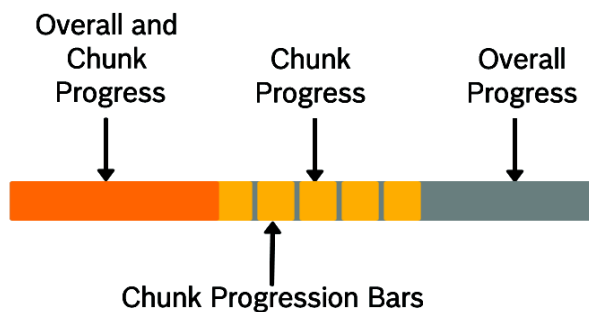 Overall and
Chunk
Progress
Chunk
Progress
Overall
Progress
Chunk Progression Bars